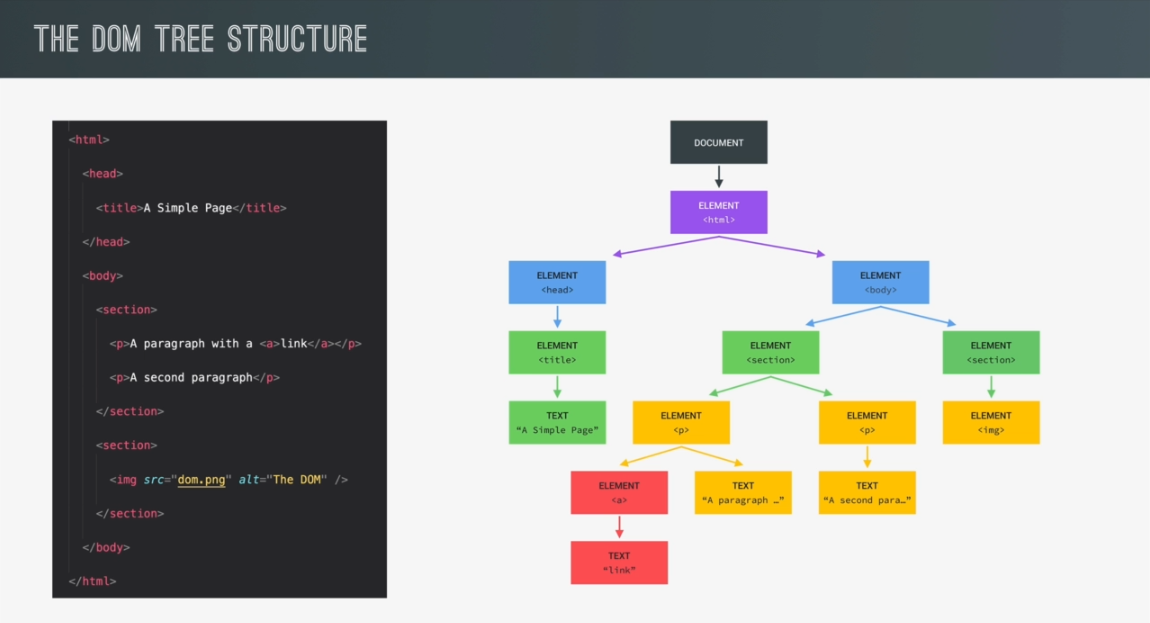 THE DOM TREE STRUCTURE
<html>
<head>
<title>A Simple Page</title>
</head>
<body>
<section>
<p>A paragraph with a <a>link</a></p>
<p>A second paragraph</p>
</section>
<section>
<img src="dom.png" alt="The DOM" />
</section>
</body>
</html>
DOCUMENT
ELEMENT
<html>
ELEMENT
<head>
ELEMENT
<body>
ELEMENT
<title>
ELEMENT
<section>
ELEMENT
<section>
TEXT
“A Simple Page”
ELEMENT
<p>
ELEMENT
<p>
ELEMENT
<img>
ELEMENT
<a>
TEXT
“A paragraph …”
TEXT
“A second para…”
TEXT
“link”